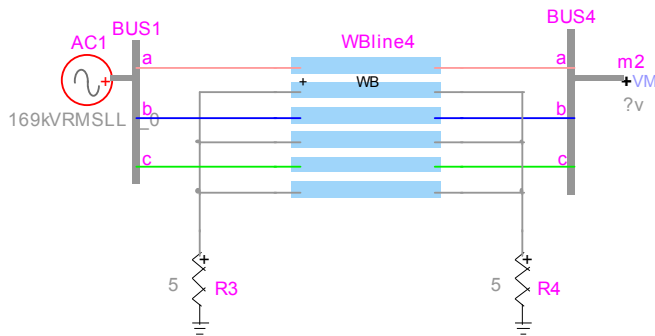 BUS1
BUS4
AC1
WBline4
m2
a
a
+
+
WB
+
VM
?v
169kVRMSLL _0
b
b
c
c
+
+
5
R3
5
R4